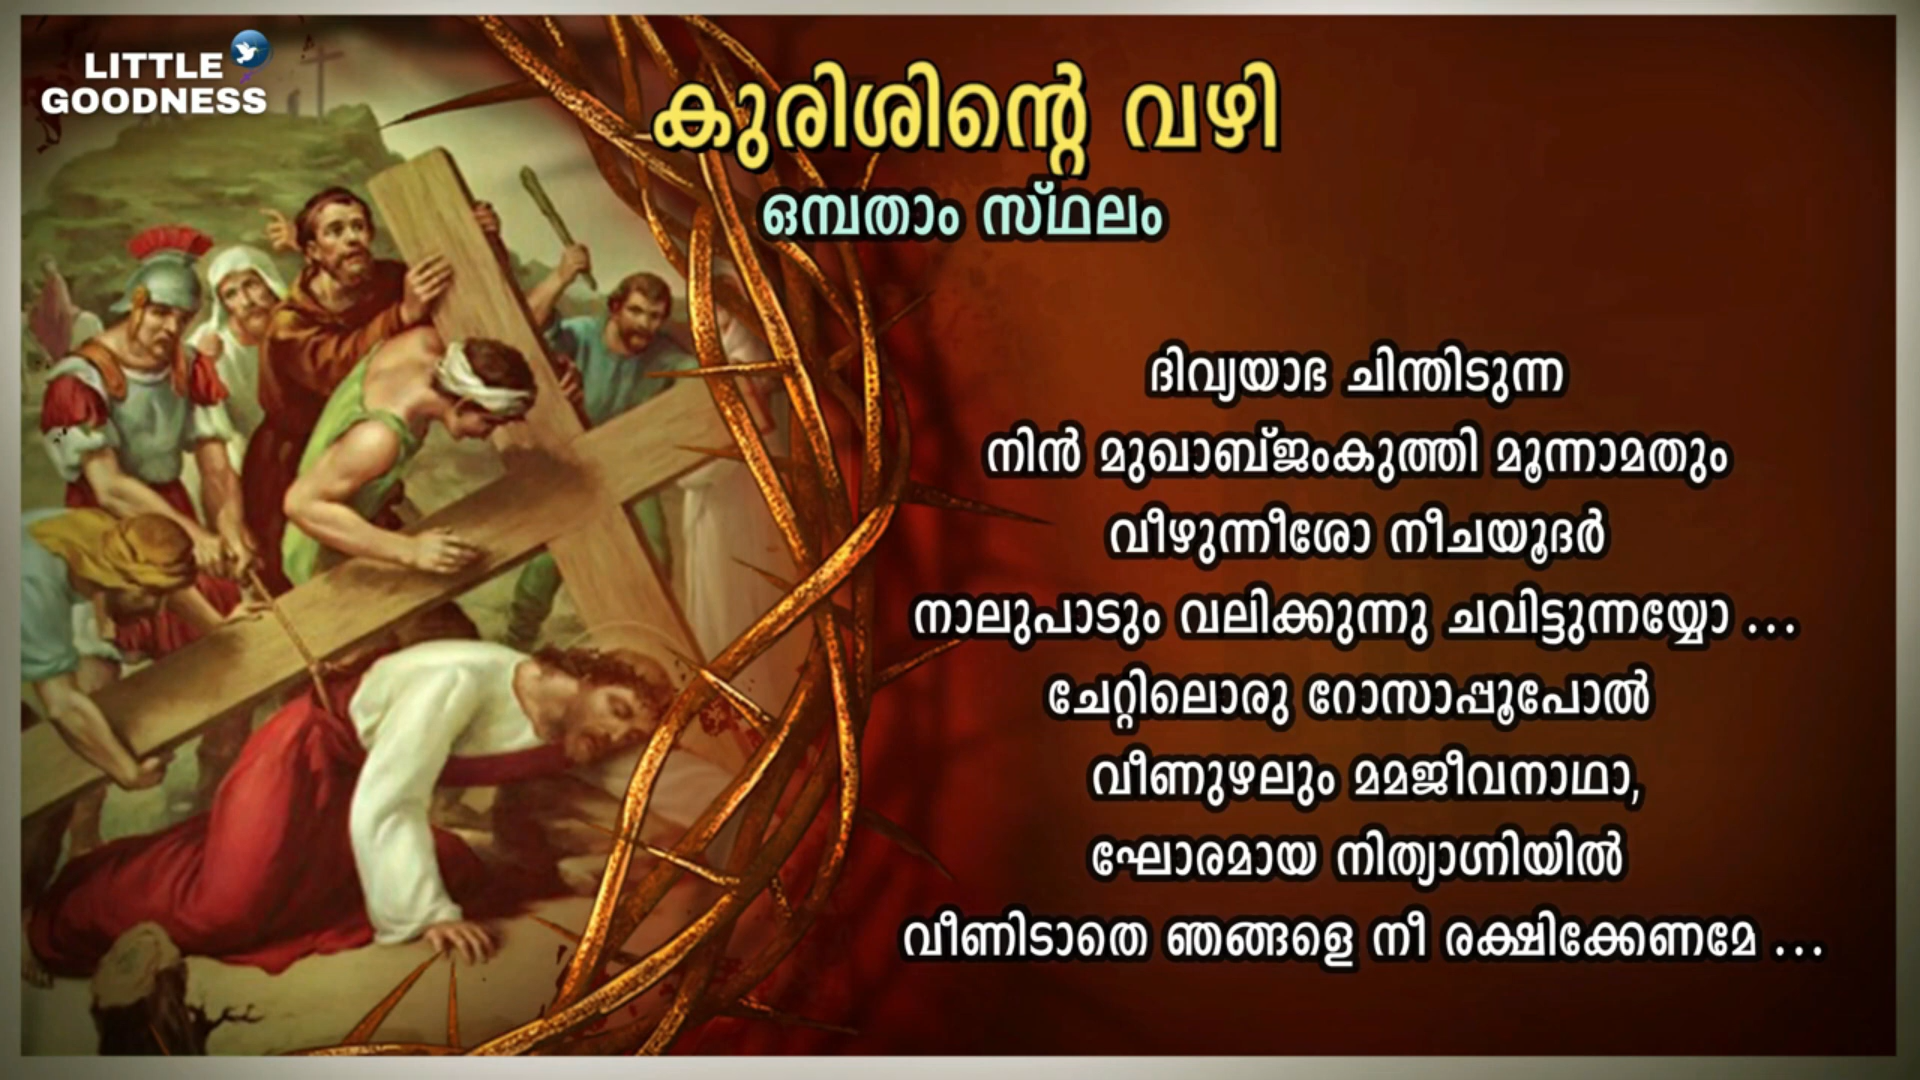 LITTLE
GOODNESS
കുരിശിന്റെ വഴി
ഒമ്പതാം സ്ഥലം
ദിവ്യയാഭ ചിന്തിടുന്ന
നിൻ മുഖാബ്ജംകുത്തി മൂന്നാമതും
വീഴുന്നീശോ നീചയൂദർ
നാലുപാടും വലിക്കുന്നു ചവിട്ടുന്നയ്യോ ...
ചേറ്റിലൊരു റോസാപ്പൂപോൽ
വീണുഴലും മമജീവനാഥാ,
ഘോരമായ നിത്യാഗ്നിയിൽ
വീണിടാതെ ഞങ്ങളെ നീ രക്ഷിക്കേണമേ ...